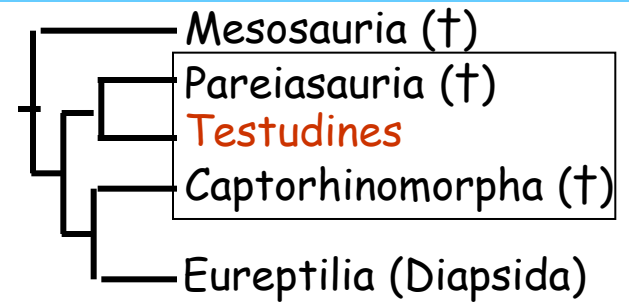 Mesosauria (†)
Pareiasauria (†)
Testudines
Captorhinomorpha (†)
Eureptilia (Diapsida)